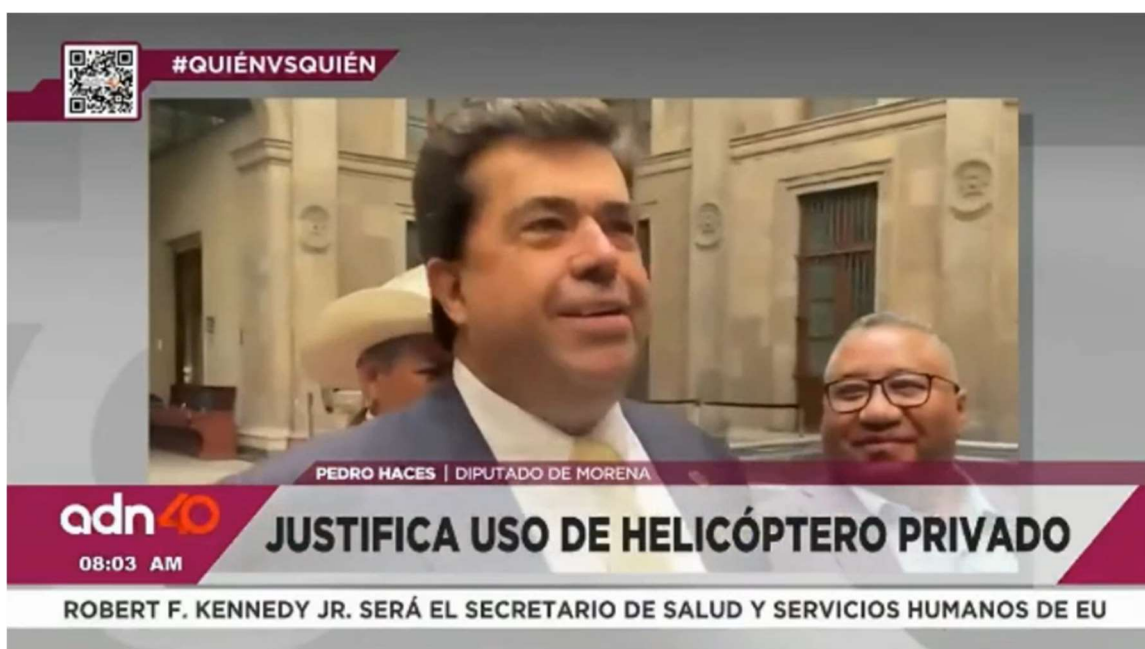 #QUIÉNVSQUIÉN
PEDRO HACES | DIPUTADO DE MORENA
adn40
JUSTIFICA USO DE HELICÓPTERO PRIVADO
08:03 AM
ROBERT F. KENNEDY JR. SERÁ EL SECRETARIO DE SALUD Y SERVICIOS HUMANOS DE EU